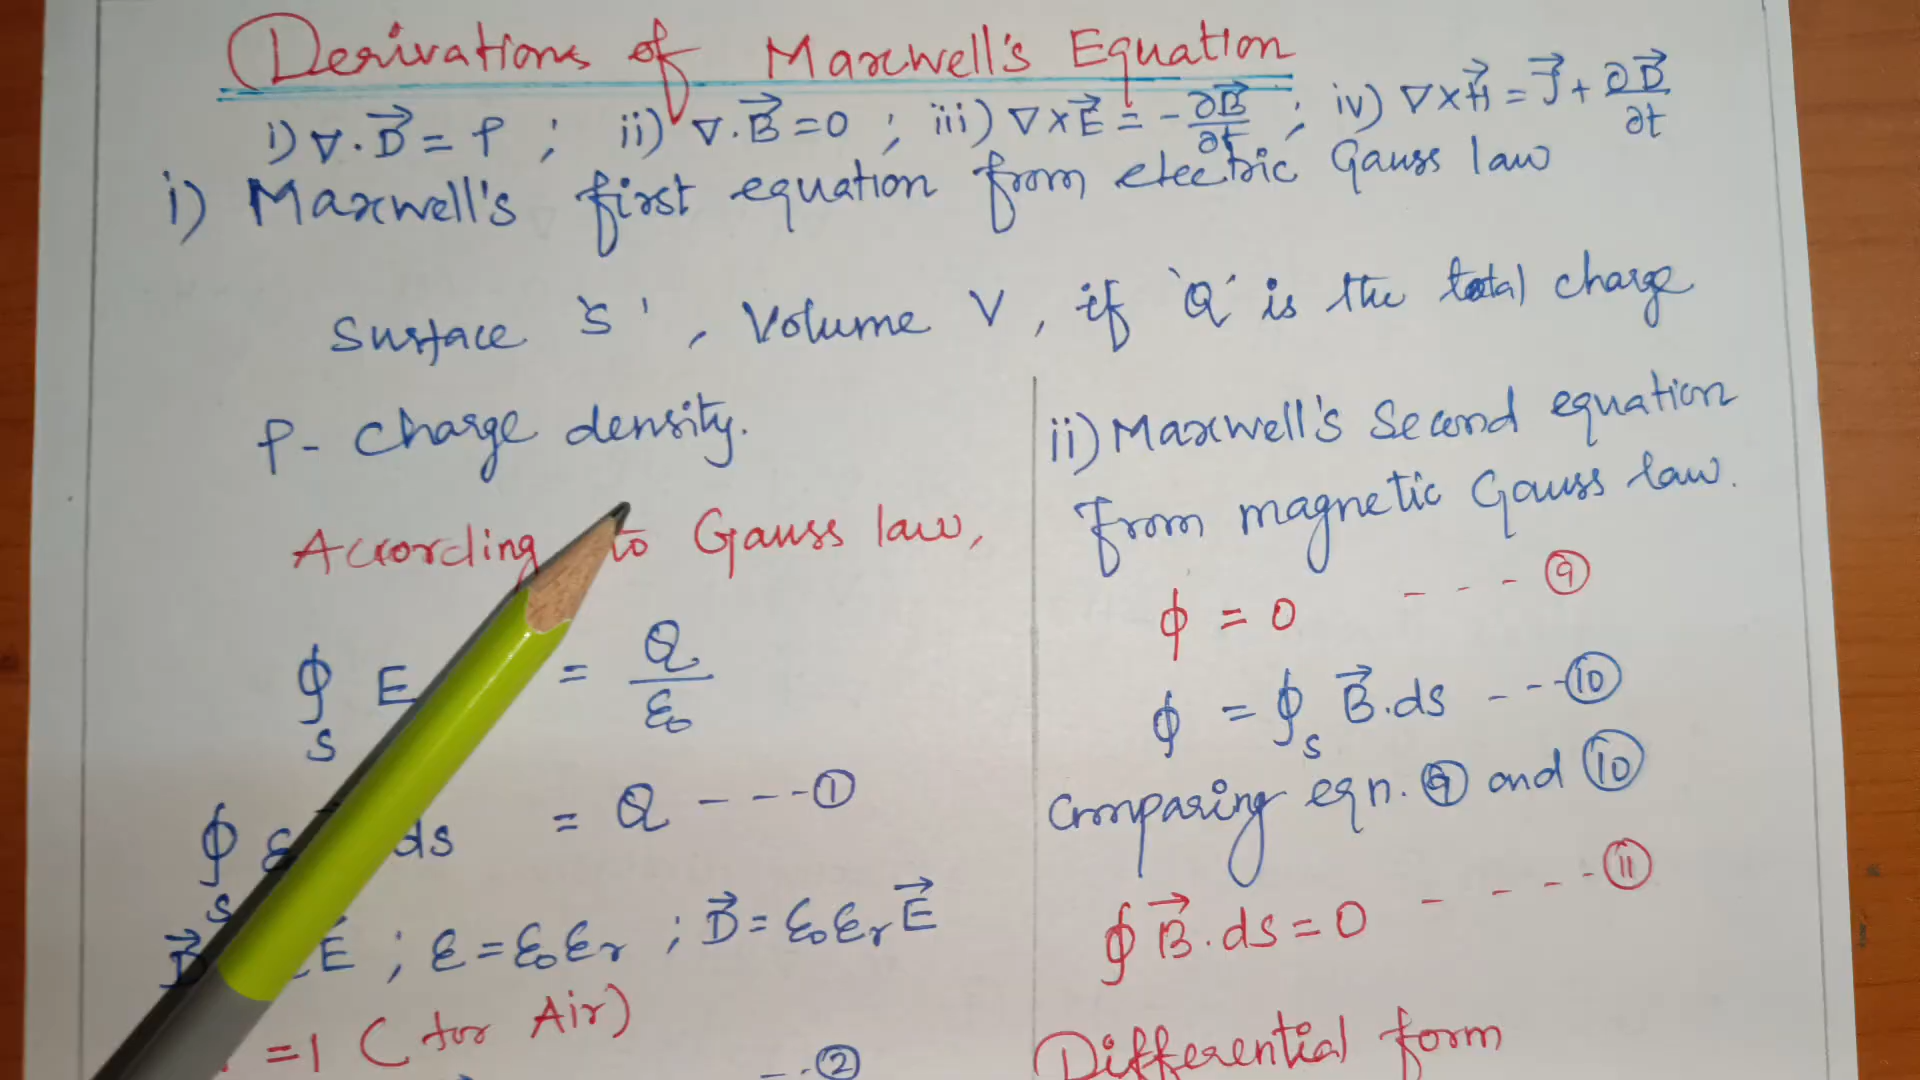 Derivations of Maxwell's Equation
i) ∇·D⃗ = ρ ; ii) ∇·B⃗ = 0 ; iii) ∇×E⃗ = -∂B⃗/∂t ; iv) ∇×H⃗ = J⃗ + ∂D⃗/∂t
i) Maxwell's first equation from electric Gauss law
Surface 's', Volume V, if 'Q' is the total charge
ρ - charge density.
According to Gauss law,
∮s E = Q/ε₀
∮s ε ds = Q - - - - ①
D⃗ E ; ε = ε₀εr ; D⃗ = ε₀εr E⃗
= 1 ( for Air)
- - - ②
ii) Maxwell's Second equation
from magnetic Gauss law.
ϕ = 0 - - - - ⑨
ϕ = ∮s B⃗.ds - - - - ⑩
Comparing eqn. ⑨ and ⑩
∮ B⃗.ds = 0 - - - - ⑪
Differential form